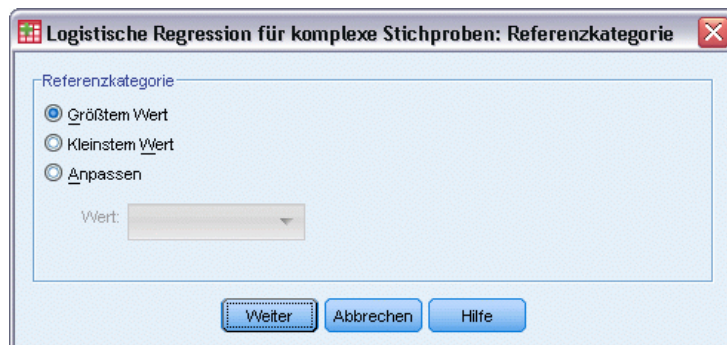 Logistische Regression für komplexe Stichproben: Referenzkategorie
Referenzkategorie
Größtem Wert
Kleinstem Wert
Anpassen
Wert:
Weiter Abbrechen Hilfe